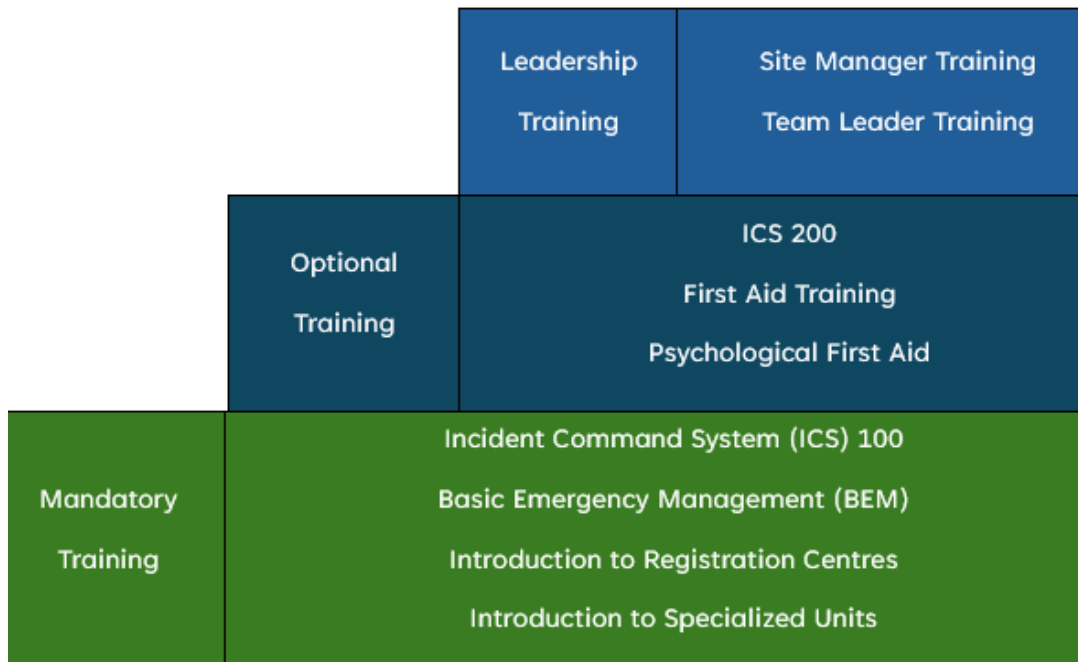 Leadership
Training
Site Manager Training
Team Leader Training
Optional
Training
ICS 200
First Aid Training
Psychological First Aid
Mandatory
Training
Incident Command System (ICS) 100
Basic Emergency Management (BEM)
Introduction to Registration Centres
Introduction to Specialized Units